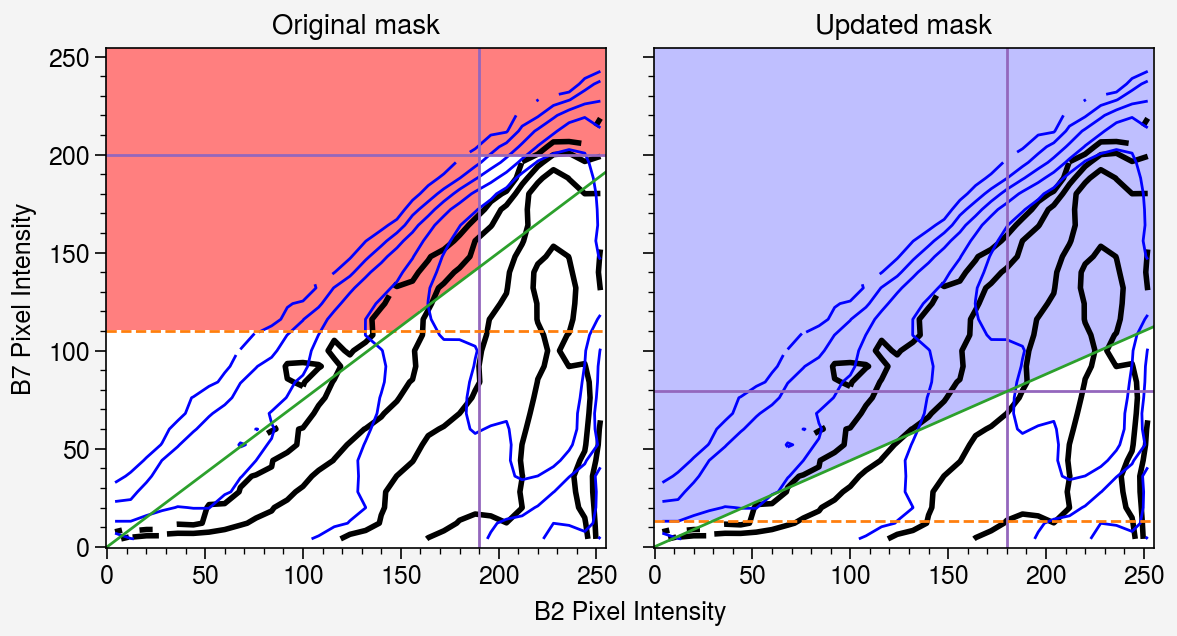 Original mask
Updated mask
250
200
150
100
50
0
B7 Pixel Intensity
0 50 100 150 200 250
0 50 100 150 200 250
B2 Pixel Intensity